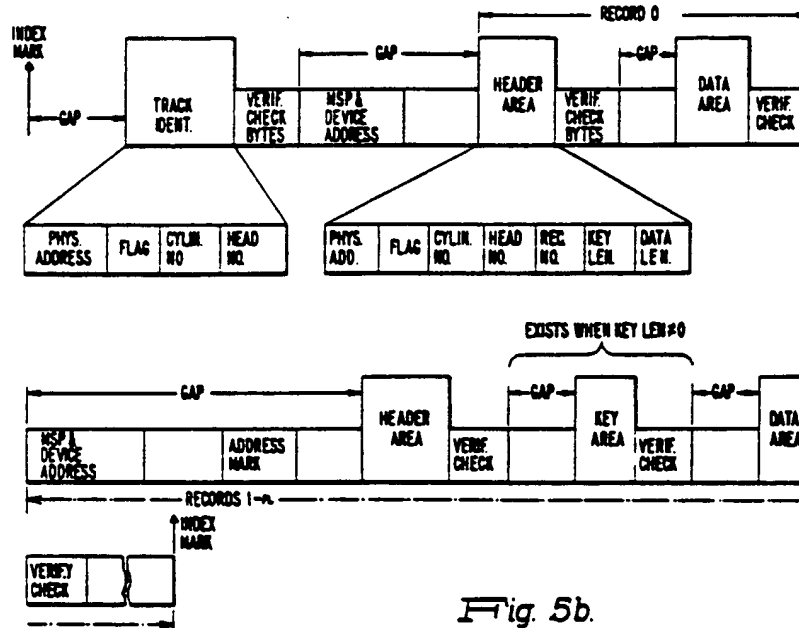 RECORD 0
INDEX
MARK
GAP
GAP
GAP
TRACK
IDENT.
VERIF.
CHECK
BYTES
MSP &
DEVICE
ADDRESS
HEADER
AREA
VERIF.
CHECK
BYTES
DATA
AREA
VERIF.
CHECK
PHYS.
ADDRESS
FLAG
CYLIN.
NO
HEAD
NO.
PHYS.
ADD.
FLAG
CYLIN.
NO.
HEAD
NO.
REC.
NO.
KEY
LEN.
DATA
LEN.
EXISTS WHEN KEY LEN≠0
GAP
GAP
GAP
MSP &
DEVICE
ADDRESS
ADDRESS
MARK
HEADER
AREA
VERIF.
CHECK
KEY
AREA
VERIF.
CHECK
DATA
AREA
RECORDS 1-n
INDEX
MARK
VERIFY
CHECK
Fig. 5b.